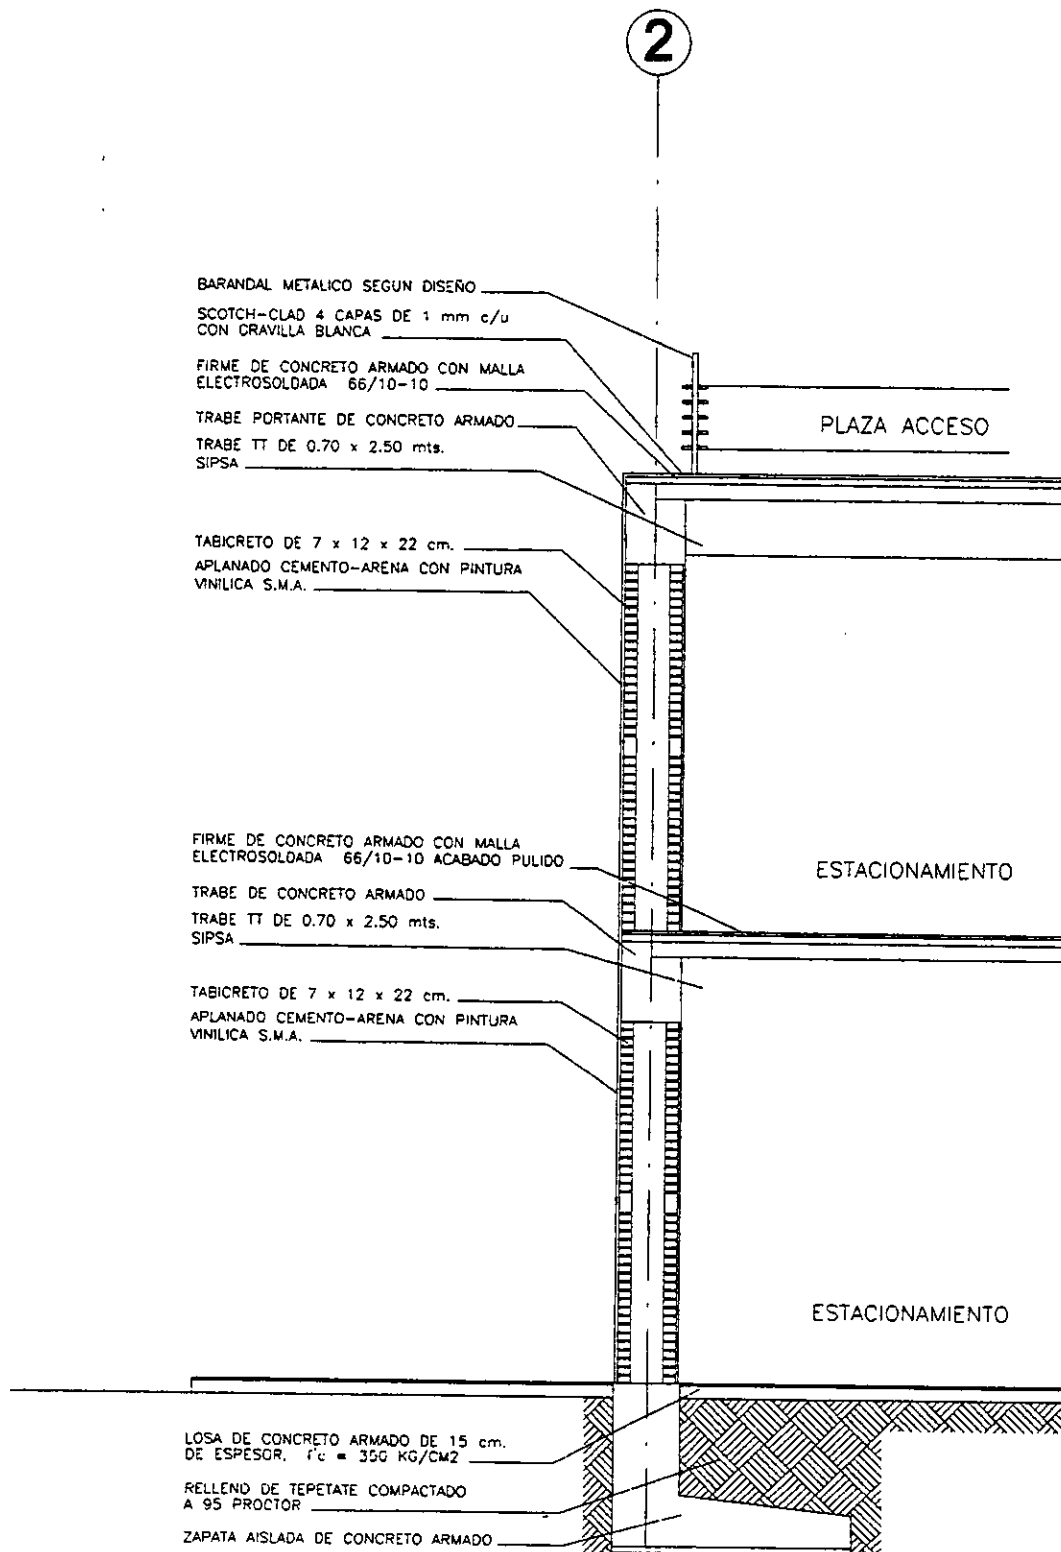 2
BARANDAL METALICO SEGUN DISEÑO
SCOTCH-CLAD 4 CAPAS DE 1 mm c/u
CON GRAVILLA BLANCA
FIRME DE CONCRETO ARMADO CON MALLA
ELECTROSOLDADA 66/10-10
TRABE PORTANTE DE CONCRETO ARMADO
TRABE TT DE 0.70 x 2.50 mts.
SIPSA
PLAZA ACCESO
TABICRETO DE 7 x 12 x 22 cm.
APLANADO CEMENTO-ARENA CON PINTURA
VINILICA S.M.A.
FIRME DE CONCRETO ARMADO CON MALLA
ELECTROSOLDADA 66/10-10 ACABADO PULIDO
ESTACIONAMIENTO
TRABE DE CONCRETO ARMADO
TRABE TT DE 0.70 x 2.50 mts.
SIPSA
TABICRETO DE 7 x 12 x 22 cm.
APLANADO CEMENTO-ARENA CON PINTURA
VINILICA S.M.A.
ESTACIONAMIENTO
LOSA DE CONCRETO ARMADO DE 15 cm.
DE ESPESOR, f'c = 350 KG/CM2
RELLENO DE TEPETATE COMPACTADO
A 95 PROCTOR
ZAPATA AISLADA DE CONCRETO ARMADO